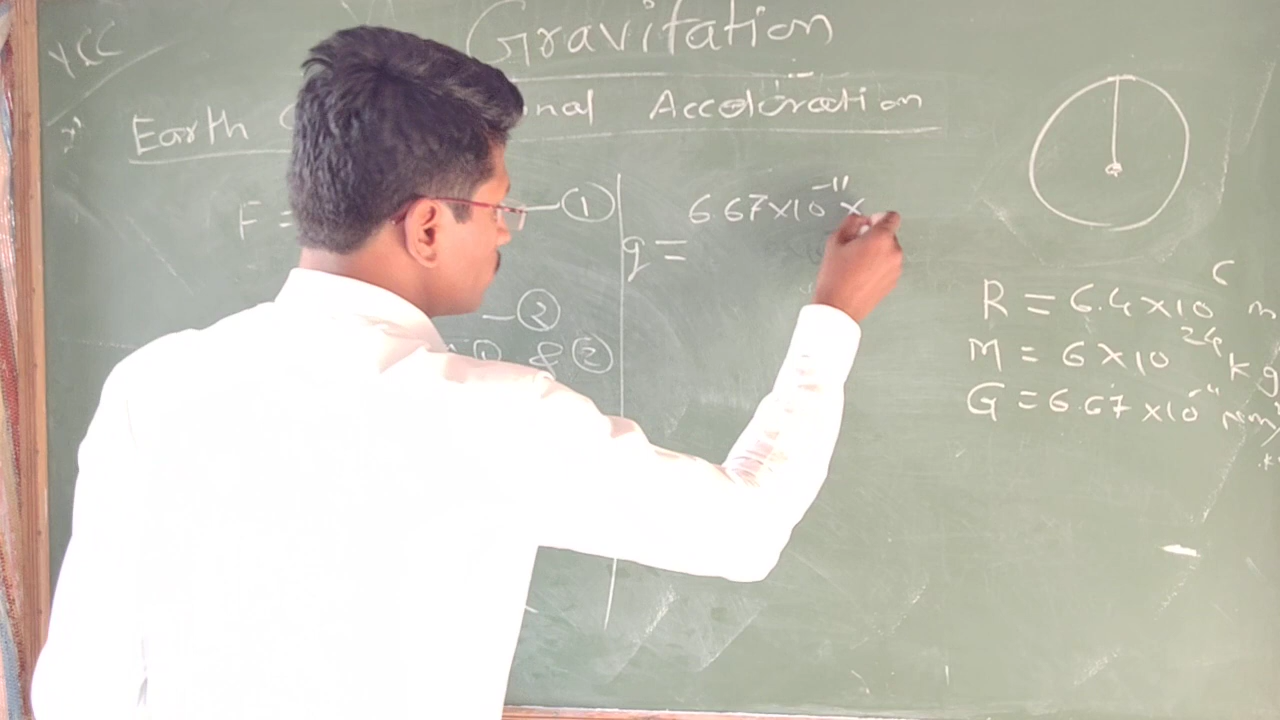 Gravitation
YCC
Earth nal Acceleration
F = — ①
— ②
① & ②
g = 6 67×10⁻¹¹ ×
R = 6.4 ×10⁶ m
M = 6 ×10²⁴ kg
G = 6.67 ×10⁻¹¹